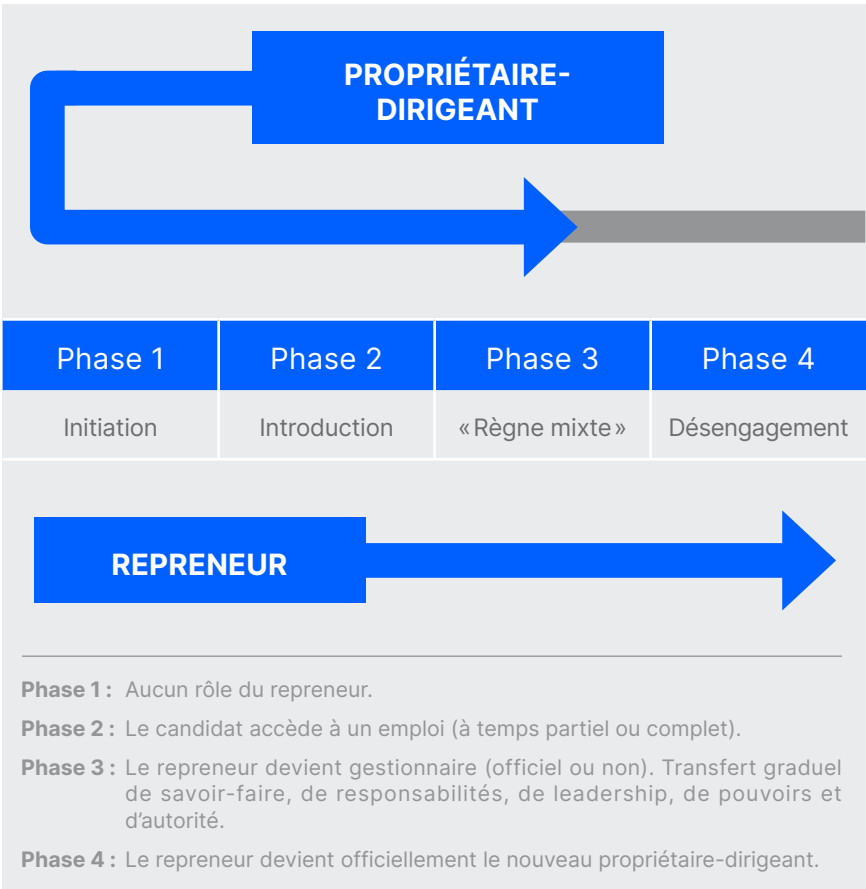 PROPRIÉTAIRE-
DIRIGEANT
Phase 1
Phase 2
Phase 3
Phase 4
Initiation
Introduction
«Règne mixte»
Désengagement
REPRENEUR
Phase 1 : Aucun rôle du repreneur.
Phase 2 : Le candidat accède à un emploi (à temps partiel ou complet).
Phase 3 : Le repreneur devient gestionnaire (officiel ou non). Transfert graduel
de savoir-faire, de responsabilités, de leadership, de pouvoirs et
d’autorité.
Phase 4 : Le repreneur devient officiellement le nouveau propriétaire-dirigeant.